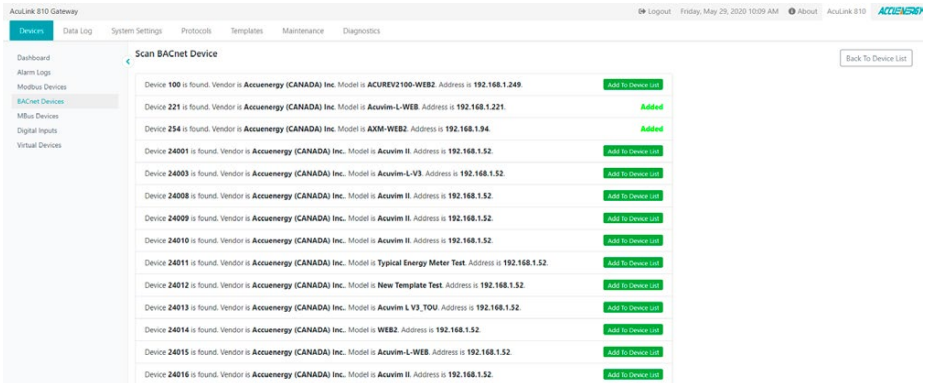 AcuLink 810 Gateway
Logout Friday, May 29, 2020 10:09 AM About AcuLink 810 ACCUENERGY
Devices Data Log System Settings Protocols Templates Maintenance Diagnostics
Dashboard
Alarm Logs
Modbus Devices
BACnet Devices
MBus Devices
Digital Inputs
Virtual Devices
Scan BACnet Device
Back To Device List
Device 100 is found. Vendor is Accuenergy (CANADA) Inc. Model is ACUREV2100-WEB2. Address is 192.168.1.249. Add To Device List
Device 221 is found. Vendor is Accuenergy (CANADA) Inc. Model is Acuvim-L-WEB. Address is 192.168.1.221. Added
Device 254 is found. Vendor is Accuenergy (CANADA) Inc. Model is AXM-WEB2. Address is 192.168.1.94. Added
Device 24001 is found. Vendor is Accuenergy (CANADA) Inc.. Model is Acuvim II. Address is 192.168.1.52. Add To Device List
Device 24003 is found. Vendor is Accuenergy (CANADA) Inc.. Model is Acuvim-L-V3. Address is 192.168.1.52. Add To Device List
Device 24008 is found. Vendor is Accuenergy (CANADA) Inc.. Model is Acuvim II. Address is 192.168.1.52. Add To Device List
Device 24009 is found. Vendor is Accuenergy (CANADA) Inc.. Model is Acuvim II. Address is 192.168.1.52. Add To Device List
Device 24010 is found. Vendor is Accuenergy (CANADA) Inc.. Model is Acuvim II. Address is 192.168.1.52. Add To Device List
Device 24011 is found. Vendor is Accuenergy (CANADA) Inc.. Model is Typical Energy Meter Test. Address is 192.168.1.52. Add To Device List
Device 24012 is found. Vendor is Accuenergy (CANADA) Inc.. Model is New Template Test. Address is 192.168.1.52. Add To Device List
Device 24013 is found. Vendor is Accuenergy (CANADA) Inc.. Model is Acuvim L V3_TOU. Address is 192.168.1.52. Add To Device List
Device 24014 is found. Vendor is Accuenergy (CANADA) Inc.. Model is WEB2. Address is 192.168.1.52. Add To Device List
Device 24015 is found. Vendor is Accuenergy (CANADA) Inc.. Model is Acuvim-L-WEB. Address is 192.168.1.52. Add To Device List
Device 24016 is found. Vendor is Accuenergy (CANADA) Inc.. Model is Acuvim II. Address is 192.168.1.52. Add To Device List